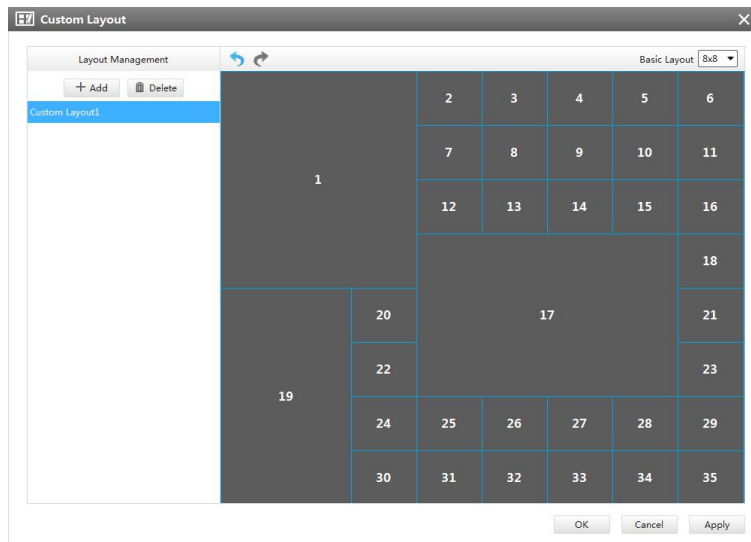 Custom Layout
Layout Management
Basic Layout 8x8
+ Add Delete
Custom Layout1
2 3 4 5 6
7 8 9 10 11
1
12 13 14 15 16
18
20 17 21
22 23
19
24 25 26 27 28 29
30 31 32 33 34 35
OK Cancel Apply